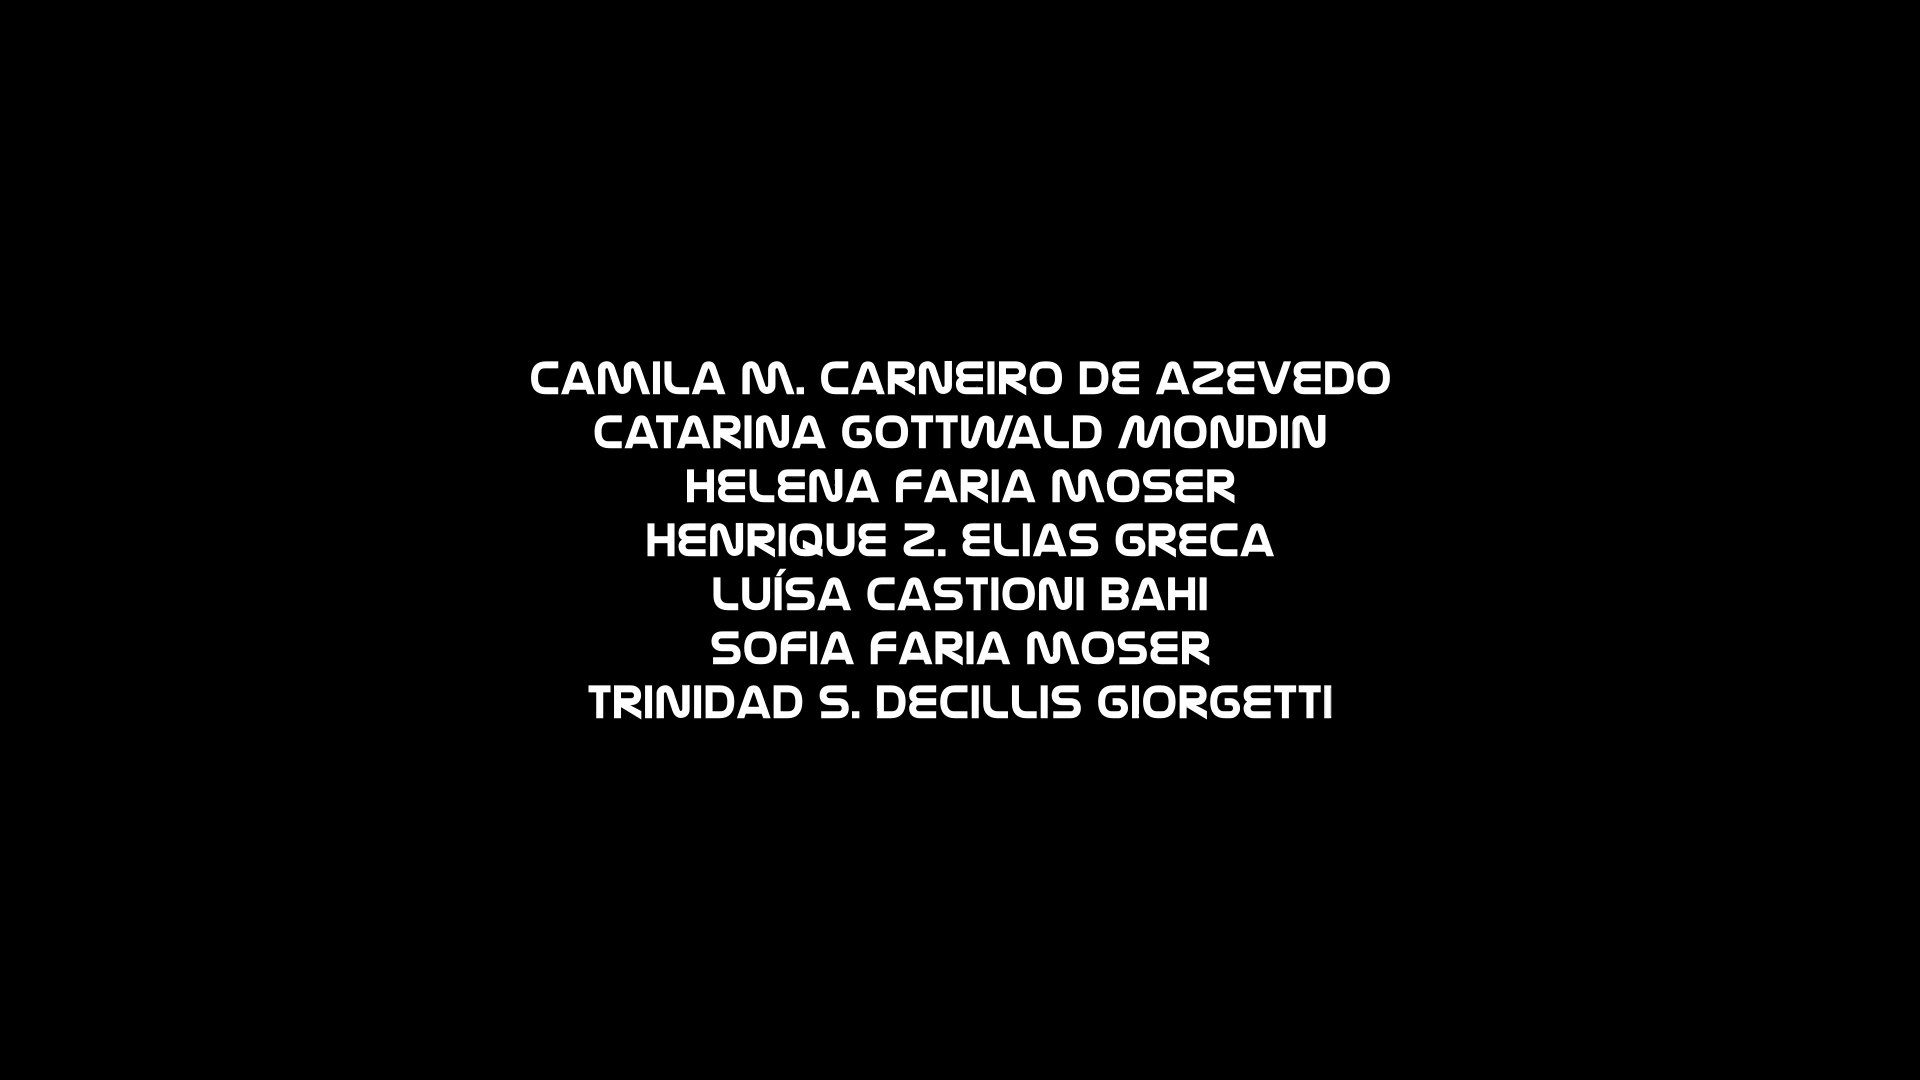 CAMILA M. CARNEIRO DE AZEVEDO
CATARINA GOTTWALD MONDIN
HELENA FARIA MOSER
HENRIQUE Z. ELIAS GRECA
LUÍSA CASTIONI BAHI
SOFIA FARIA MOSER
TRINIDAD S. DECILLIS GIORGETTI